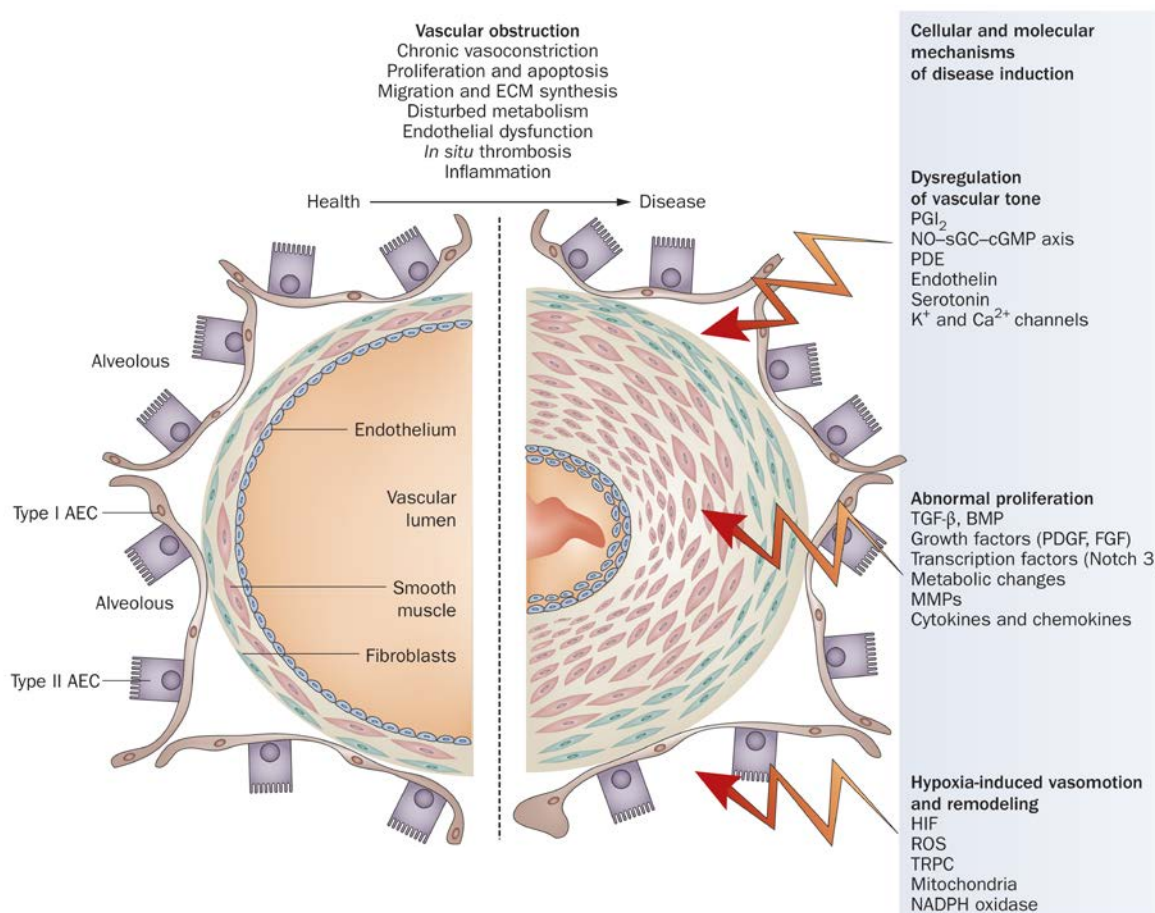 Vascular obstruction
Chronic vasoconstriction
Proliferation and apoptosis
Migration and ECM synthesis
Disturbed metabolism
Endothelial dysfunction
In situ thrombosis
Inflammation
Health
Disease
Alveolous
Endothelium
Vascular
lumen
Type I AEC
Alveolous
Smooth
muscle
Fibroblasts
Type II AEC
Cellular and molecular
mechanisms
of disease induction
Dysregulation
of vascular tone
PGI₂
NO–sGC–cGMP axis
PDE
Endothelin
Serotonin
K⁺ and Ca²⁺ channels
Abnormal proliferation
TGF-β, BMP
Growth factors (PDGF, FGF)
Transcription factors (Notch 3
Metabolic changes
MMPs
Cytokines and chemokines
Hypoxia-induced vasomotion
and remodeling
HIF
ROS
TRPC
Mitochondria
NADPH oxidase